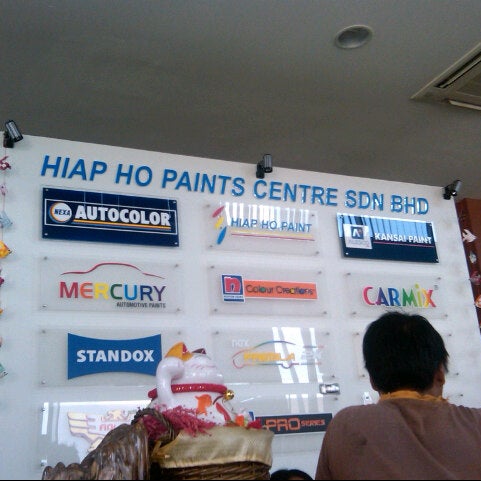 HIAP HO PAINTS CENTRE SDN BHD
NEXA AUTOCOLOR
HIAP HO PAINT
KANSAI PAINT
MERCURY
AUTOMOTIVE PAINTS
n Colour Creations
CARMiX
STANDOX
PRO SERIES